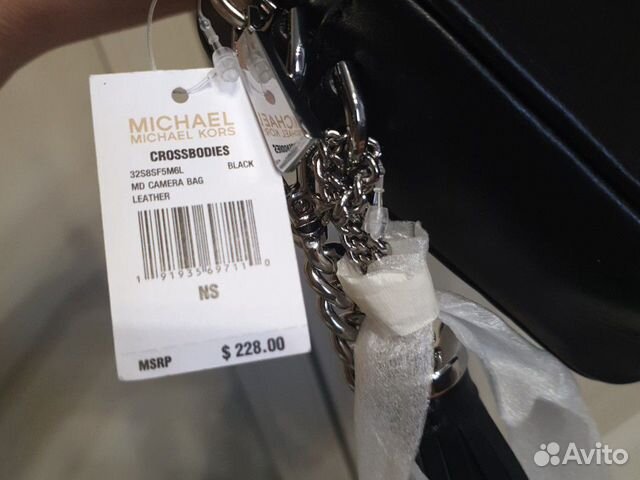 MICHAEL
MICHAEL KORS
CROSSBODIES
32S8SF5M6L BLACK
MD CAMERA BAG
LEATHER
1 91935 69711 0
NS
MSRP $ 228.00
Avito